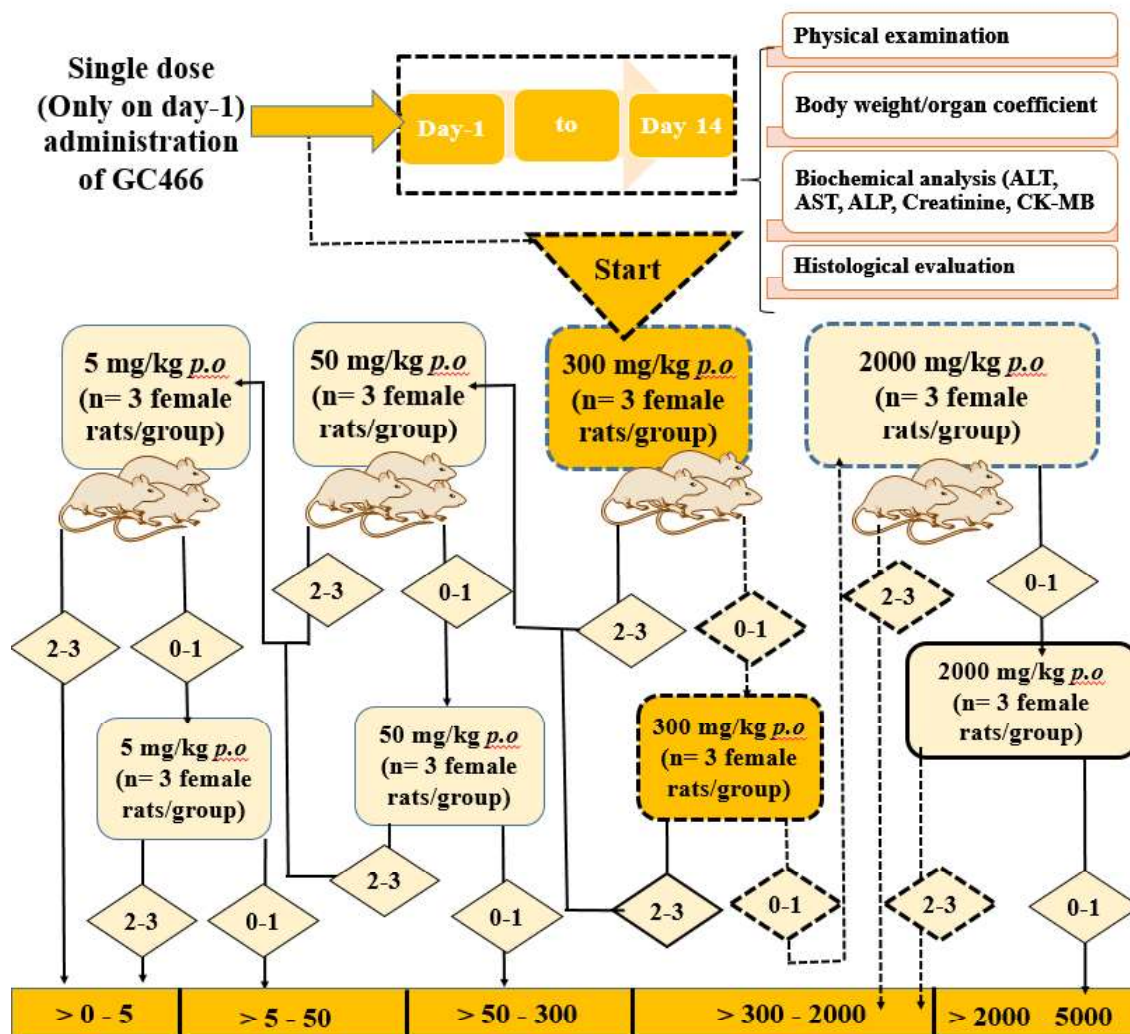 Single dose
(Only on day-1)
administration
of GC466
Day-1
to
Day 14
Physical examination
Body weight/organ coefficient
Biochemical analysis (ALT,
AST, ALP, Creatinine, CK-MB
Histological evaluation
Start
5 mg/kg p.o
(n= 3 female
rats/group)
50 mg/kg p.o
(n= 3 female
rats/group)
300 mg/kg p.o
(n= 3 female
rats/group)
2000 mg/kg p.o
(n= 3 female
rats/group)
2-3
0-1
2-3
0-1
2-3
0-1
2-3
0-1
5 mg/kg p.o
(n= 3 female
rats/group)
50 mg/kg p.o
(n= 3 female
rats/group)
300 mg/kg p.o
(n= 3 female
rats/group)
2000 mg/kg p.o
(n= 3 female
rats/group)
2-3
0-1
2-3
0-1
2-3
0-1
2-3
0-1
> 0 - 5
> 5 - 50
> 50 - 300
> 300 - 2000
> 2000 5000